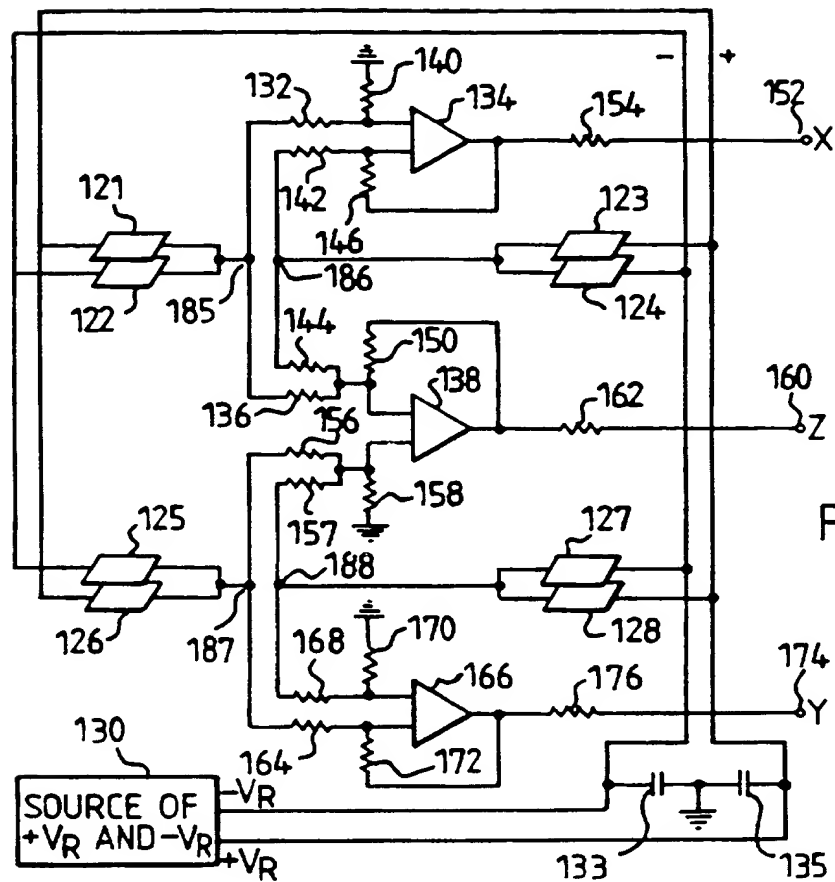 - +
132 140 134 154 152
X
121 142 123
146
122 185 186 124
144 150 138 162 160
136 Z
156
157 158
F
125 127
126 187 188 128
168 170 166 176 174
Y
130 164 172
SOURCE OF
+VR AND -VR
-VR
+VR
133 135